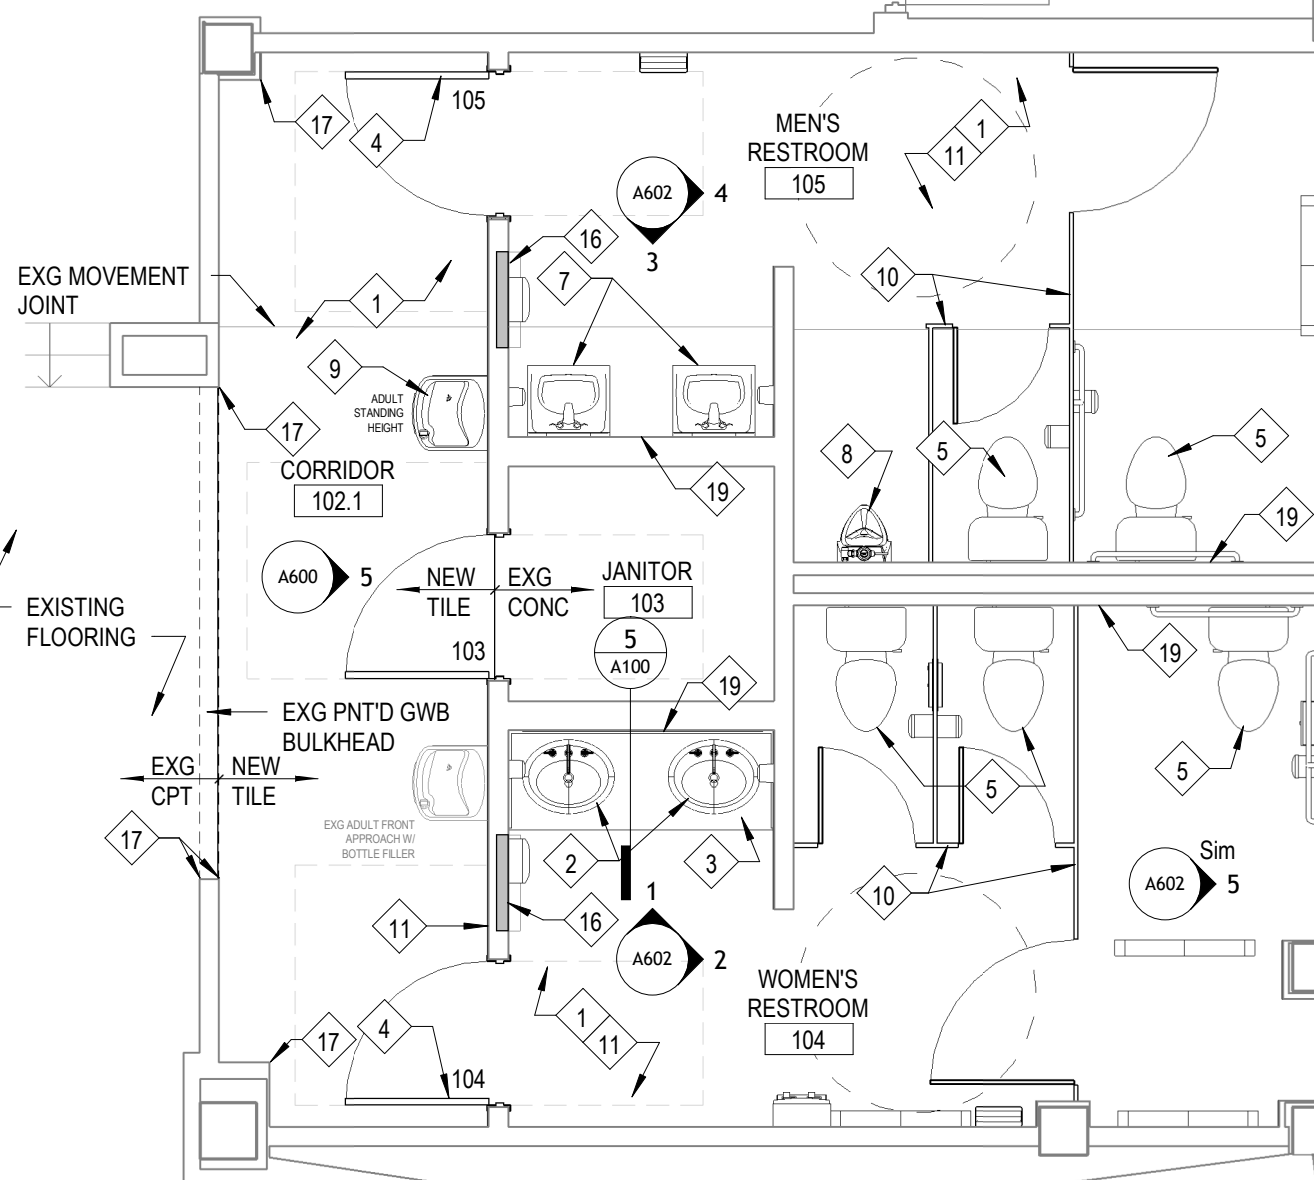 105
17
4
MEN'S
RESTROOM
105
1
11
A602
4
3
16
7
10
EXG MOVEMENT
JOINT
1
9
ADULT
STANDING
HEIGHT
17
CORRIDOR
102.1
19
8
5
5
19
A600
5
NEW
TILE
EXG
CONC
JANITOR
103
5
A100
103
EXISTING
FLOORING
19
19
EXG PNT'D GWB
BULKHEAD
EXG
CPT
NEW
TILE
5
5
EXG ADULT FRONT
APPROACH W/
BOTTLE FILLER
17
2
3
10
Sim
A602
5
11
16
1
A602
2
WOMEN'S
RESTROOM
104
1
11
17
4
104